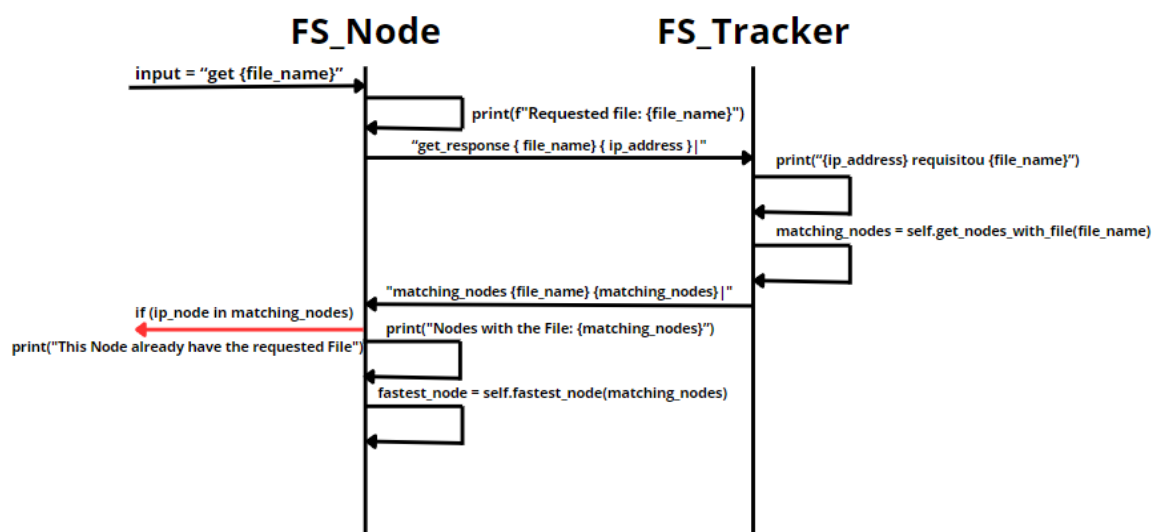 FS_Node
FS_Tracker
input = “get {file_name}”
print(f"Requested file: {file_name}")
“get_response { file_name} { ip_address }|"
print(“{ip_address} requisitou {file_name}”)
matching_nodes = self.get_nodes_with_file(file_name)
"matching_nodes {file_name} {matching_nodes}|"
if (ip_node in matching_nodes)
print("This Node already have the requested File")
print("Nodes with the File: {matching_nodes}”)
fastest_node = self.fastest_node(matching_nodes)